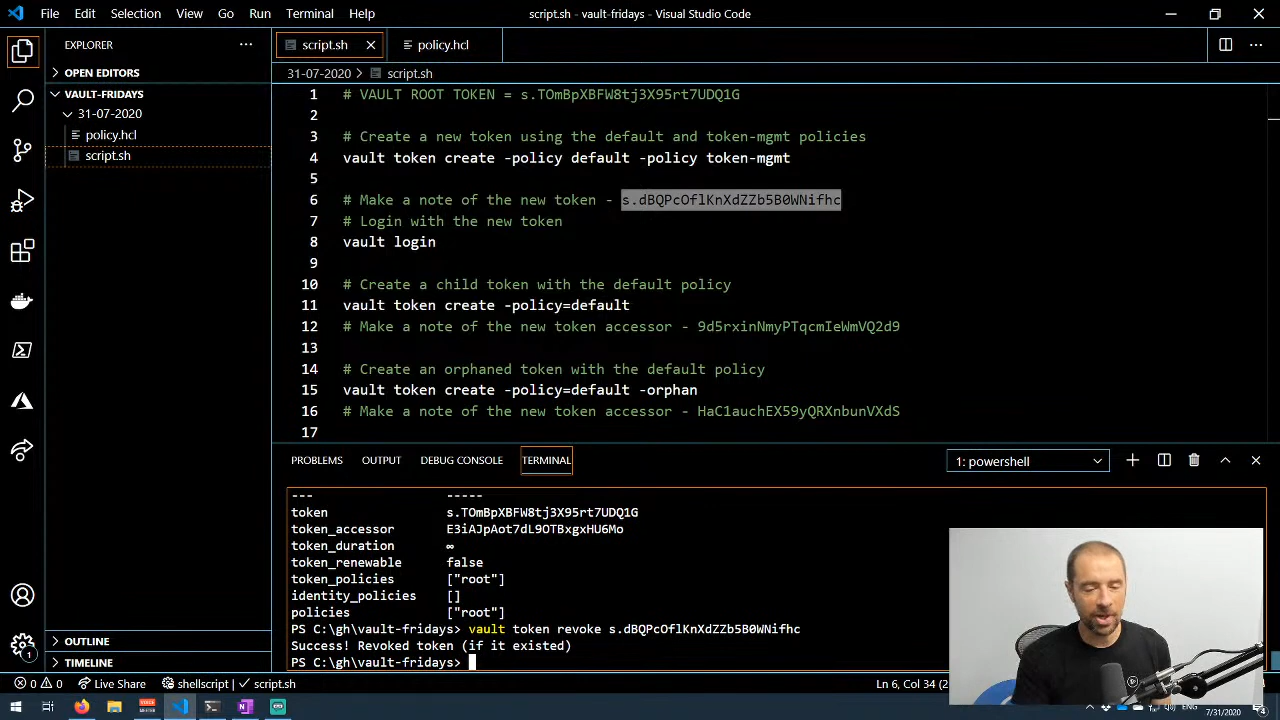 File Edit Selection View Go Run Terminal Help
script.sh - vault-fridays - Visual Studio Code
EXPLORER
OPEN EDITORS
VAULT-FRIDAYS
31-07-2020
policy.hcl
script.sh
OUTLINE
TIMELINE
script.sh
policy.hcl
31-07-2020 > script.sh
1 # VAULT ROOT TOKEN = s.TOmBpXBFW8tj3X95rt7UDQ1G
2
3 # Create a new token using the default and token-mgmt policies
4 vault token create -policy default -policy token-mgmt
5
6 # Make a note of the new token - s.dBQPcOflKnXdZZb5B0WNifhc
7 # Login with the new token
8 vault login
9
10 # Create a child token with the default policy
11 vault token create -policy=default
12 # Make a note of the new token accessor - 9d5rxinNmyPTqcmIeWmVQ2d9
13
14 # Create an orphaned token with the default policy
15 vault token create -policy=default -orphan
16 # Make a note of the new token accessor - HaC1auchEX59yQRXnbunVXdS
17
PROBLEMS OUTPUT DEBUG CONSOLE TERMINAL
1: powershell
--- -----
token s.TOmBpXBFW8tj3X95rt7UDQ1G
token_accessor E3iAJpAot7dL9OTBxgxHU6Mo
token_duration ∞
token_renewable false
token_policies ["root"]
identity_policies []
policies ["root"]
PS C:\gh\vault-fridays> vault token revoke s.dBQPcOflKnXdZZb5B0WNifhc
Success! Revoked token (if it existed)
PS C:\gh\vault-fridays>
1
0 0 Live Share shellscript | script.sh
Ln 6, Col 34 (2
ENG
7/31/2020